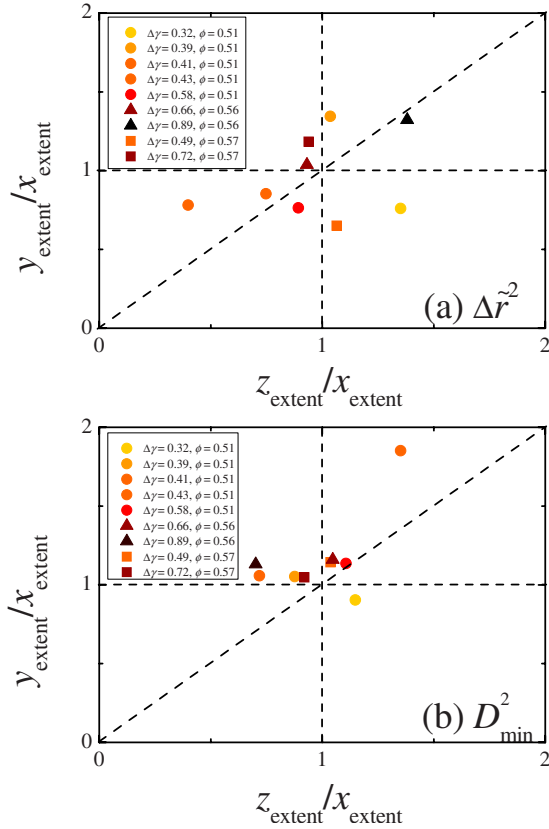 2
Δγ = 0.32, ϕ = 0.51
Δγ = 0.39, ϕ = 0.51
Δγ = 0.41, ϕ = 0.51
Δγ = 0.43, ϕ = 0.51
Δγ = 0.58, ϕ = 0.51
Δγ = 0.66, ϕ = 0.56
Δγ = 0.89, ϕ = 0.56
Δγ = 0.49, ϕ = 0.57
Δγ = 0.72, ϕ = 0.57
y_extent/x_extent
1
(a) Δr̃²
0
0 1 2
z_extent/x_extent
2
Δγ = 0.32, ϕ = 0.51
Δγ = 0.39, ϕ = 0.51
Δγ = 0.41, ϕ = 0.51
Δγ = 0.43, ϕ = 0.51
Δγ = 0.58, ϕ = 0.51
Δγ = 0.66, ϕ = 0.56
Δγ = 0.89, ϕ = 0.56
Δγ = 0.49, ϕ = 0.57
Δγ = 0.72, ϕ = 0.57
y_extent/x_extent
1
(b) D²_min
0
0 1 2
z_extent/x_extent